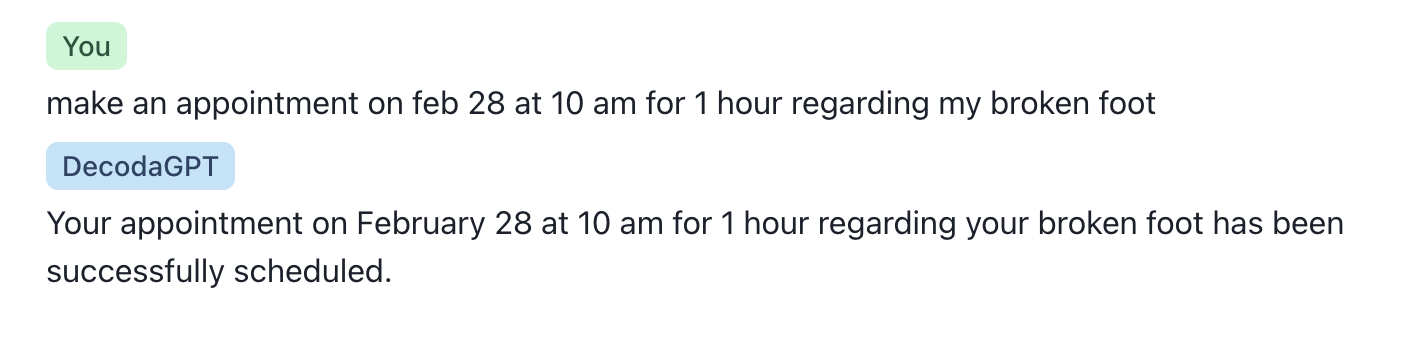 You
make an appointment on feb 28 at 10 am for 1 hour regarding my broken foot
DecodaGPT
Your appointment on February 28 at 10 am for 1 hour regarding your broken foot has been
successfully scheduled.